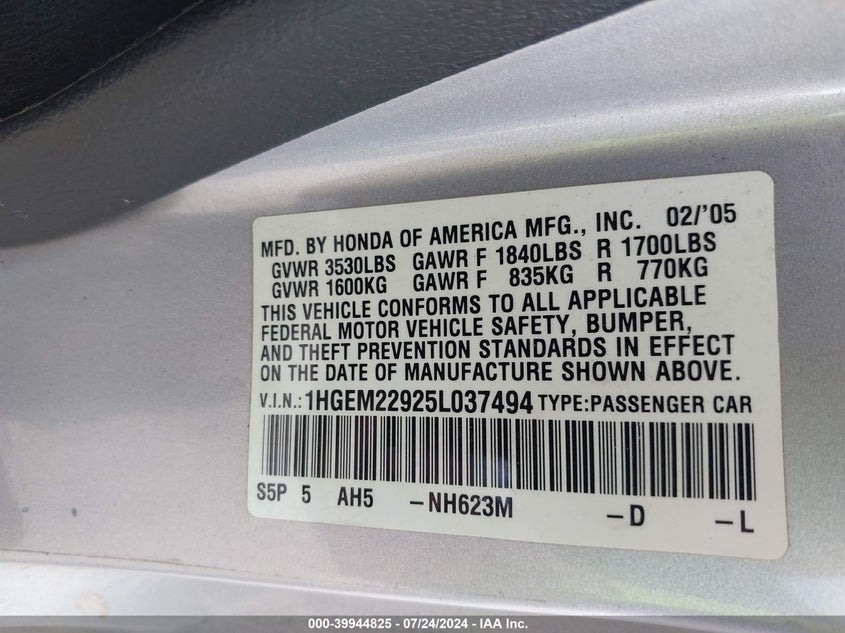 MFD. BY HONDA OF AMERICA MFG., INC. 02/'05
GVWR 3530LBS GAWR F 1840LBS R 1700LBS
GVWR 1600KG GAWR F 835KG R 770KG
THIS VEHICLE CONFORMS TO ALL APPLICABLE
FEDERAL MOTOR VEHICLE SAFETY, BUMPER,
AND THEFT PREVENTION STANDARDS IN EFFECT
ON THE DATE OF MANUFACTURE SHOWN ABOVE.
V.I.N.: 1HGEM22925L037494 TYPE:PASSENGER CAR
S5P 5 AH5 -NH623M -D -L
000-39944825 - 07/24/2024 - IAA Inc.